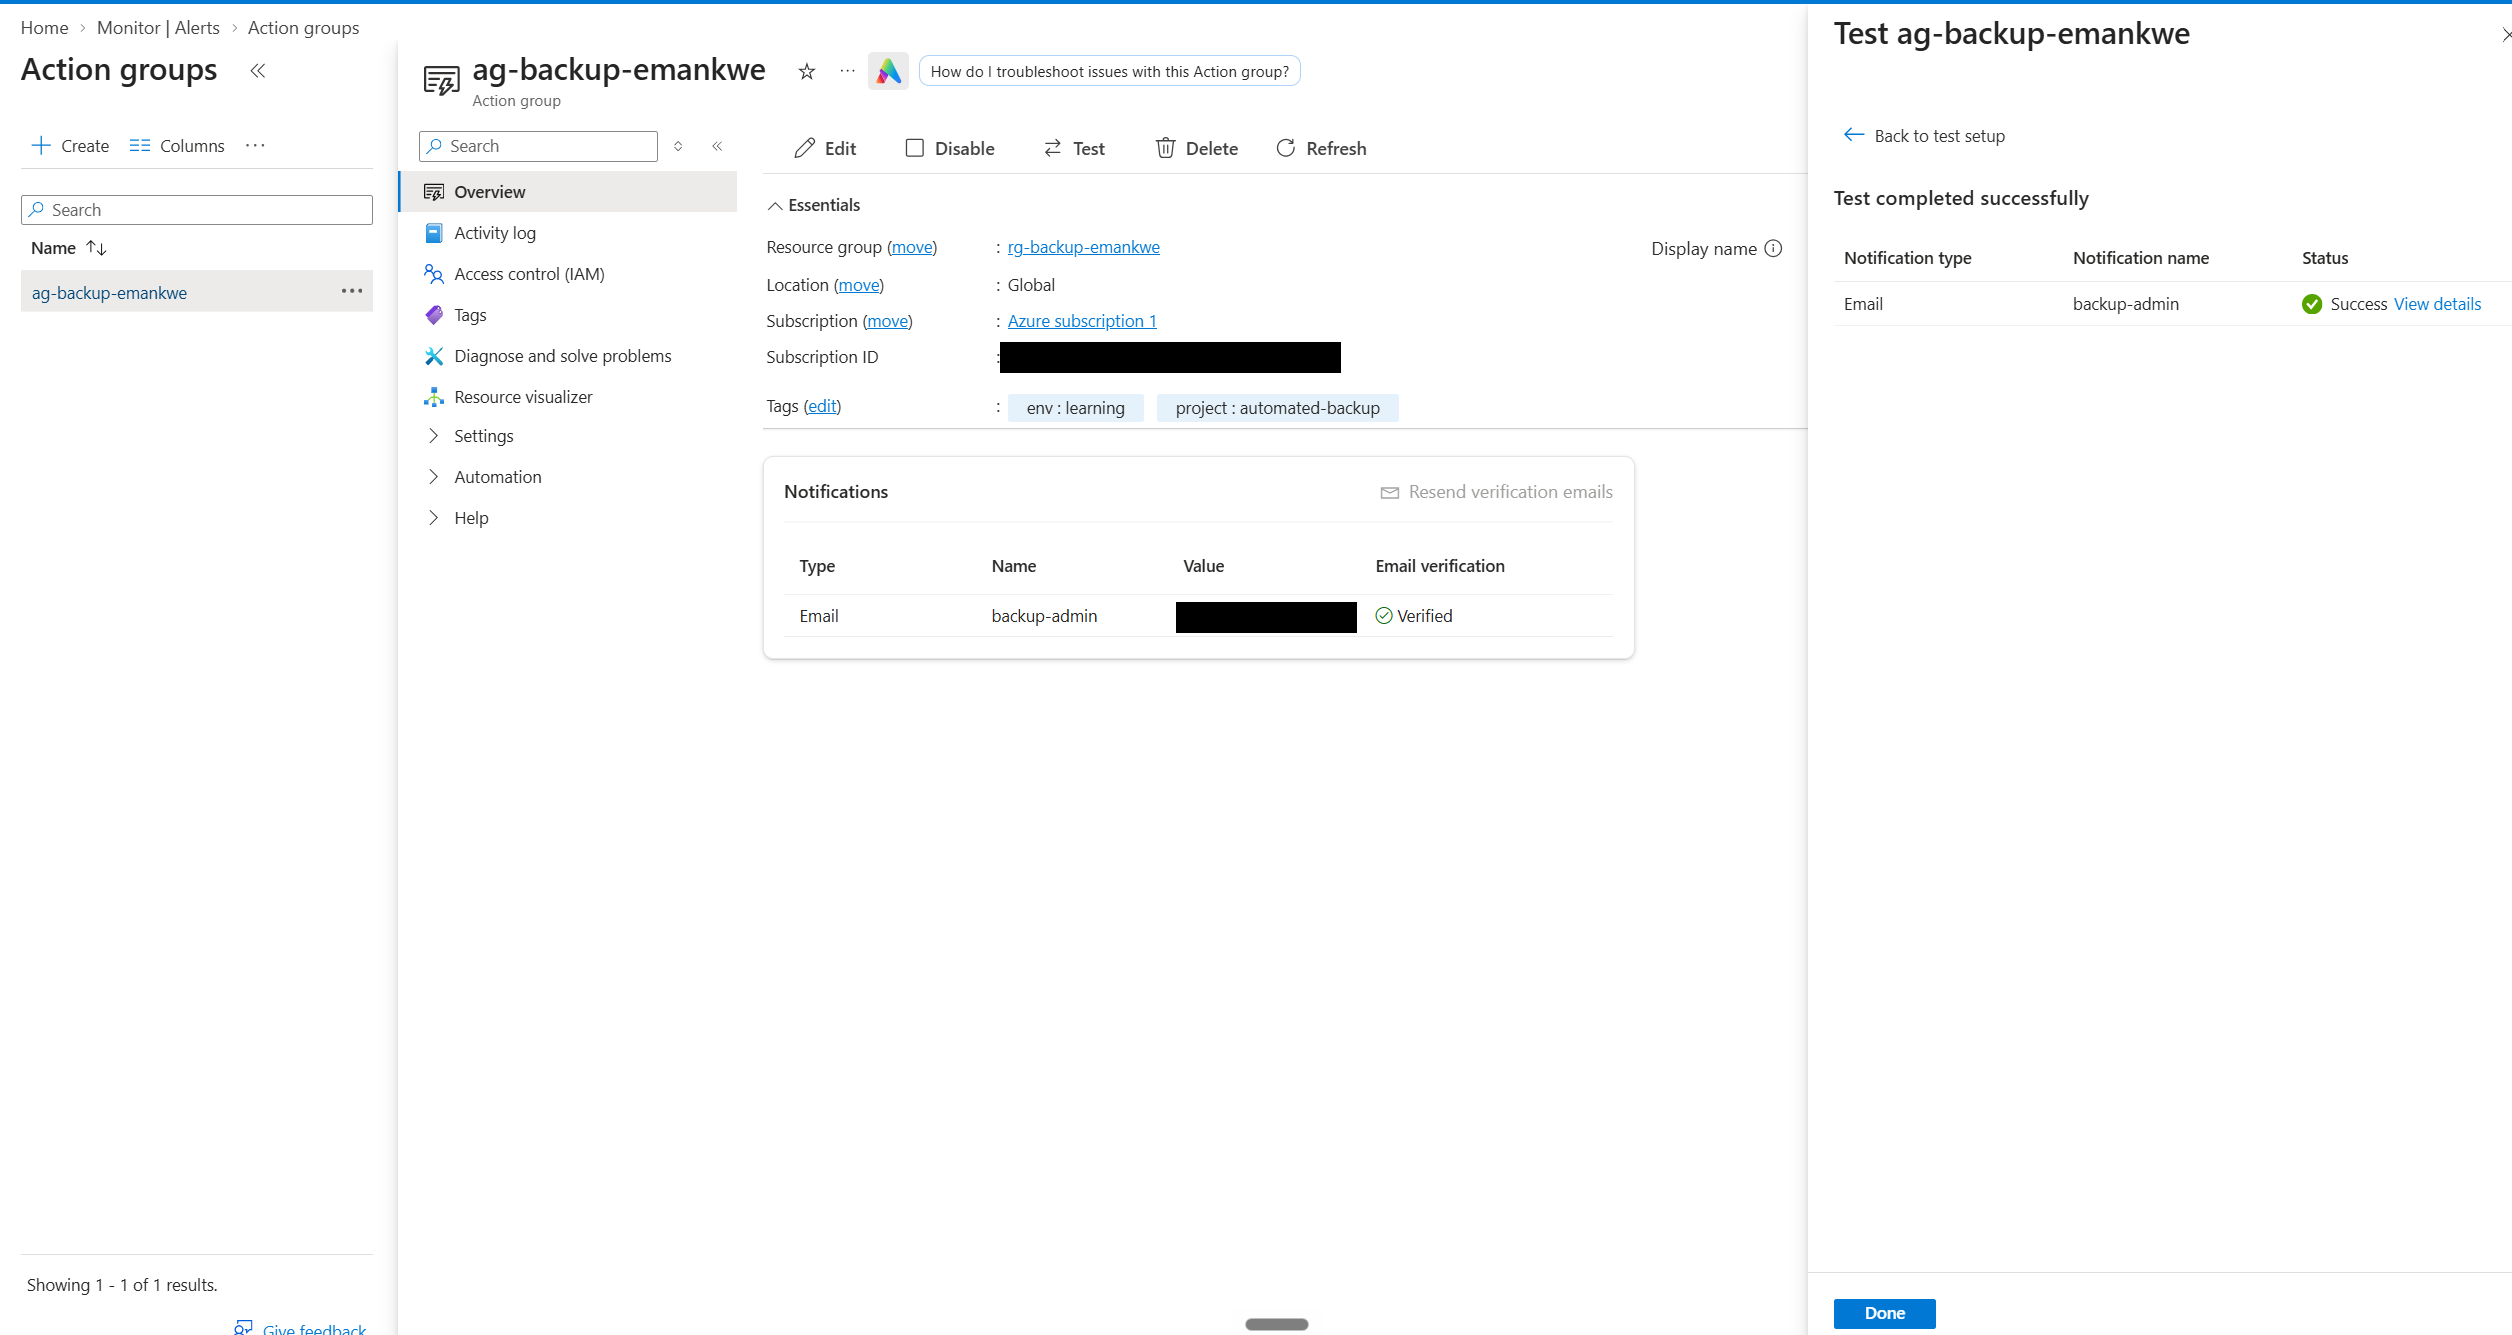 Home > Monitor | Alerts > Action groups
Action groups
Create Columns ···
Search
Name
ag-backup-emankwe ···
Showing 1 - 1 of 1 results.
Give feedback
ag-backup-emankwe
Action group
How do I troubleshoot issues with this Action group?
Search
Edit Disable Test Delete Refresh
Overview
Activity log
Access control (IAM)
Tags
Diagnose and solve problems
Resource visualizer
Settings
Automation
Help
Essentials
Resource group (move) : rg-backup-emankwe
Display name
Location (move) : Global
Subscription (move) : Azure subscription 1
Subscription ID :
Tags (edit) : env : learning project : automated-backup
Notifications Resend verification emails
Type Name Value Email verification
Email backup-admin Verified
Test ag-backup-emankwe
Back to test setup
Test completed successfully
Notification type Notification name Status
Email backup-admin Success View details
Done